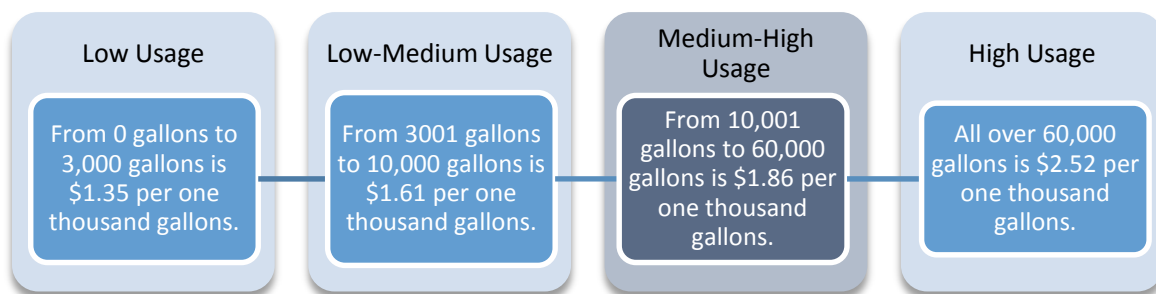 Low Usage
From 0 gallons to
3,000 gallons is
$1.35 per one
thousand gallons.
Low-Medium Usage
From 3001 gallons
to 10,000 gallons is
$1.61 per one
thousand gallons.
Medium-High
Usage
From 10,001
gallons to 60,000
gallons is $1.86 per
one thousand
gallons.
High Usage
All over 60,000
gallons is $2.52 per
one thousand
gallons.